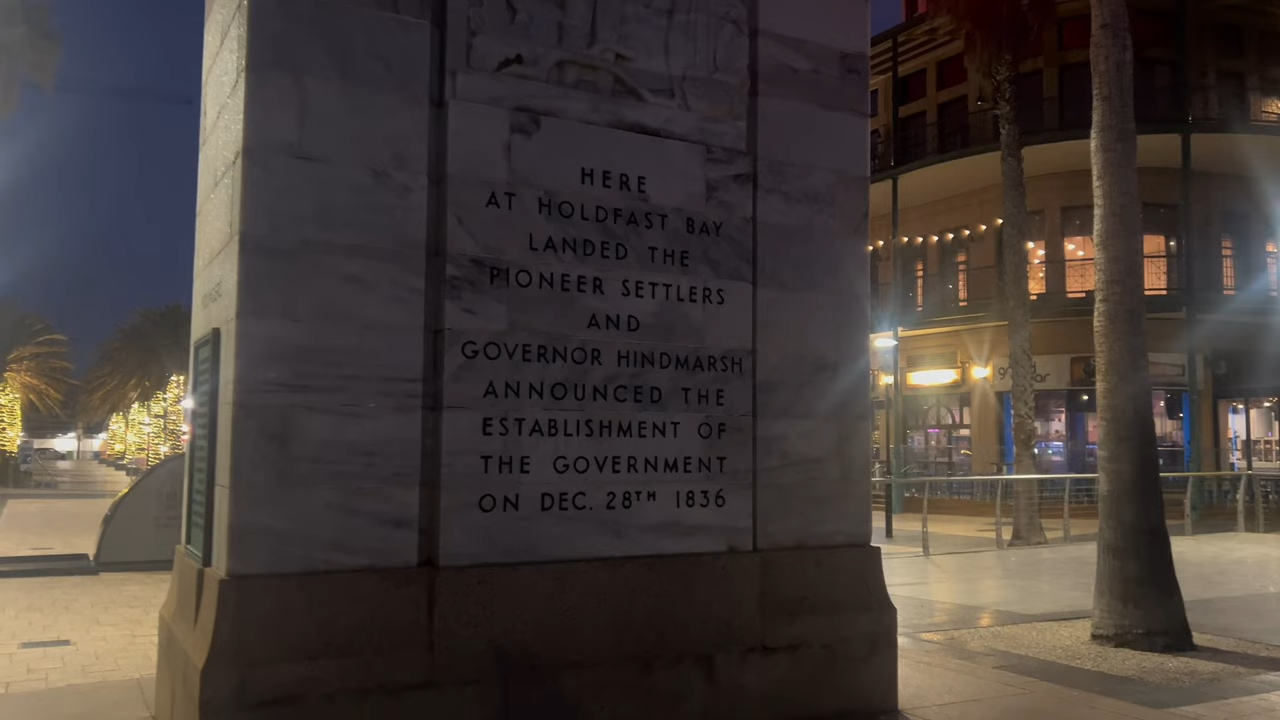 HERE
AT HOLDFAST BAY
LANDED THE
PIONEER SETTLERS
AND
GOVERNOR HINDMARSH
ANNOUNCED THE
ESTABLISHMENT OF
THE GOVERNMENT
ON DEC. 28TH 1836